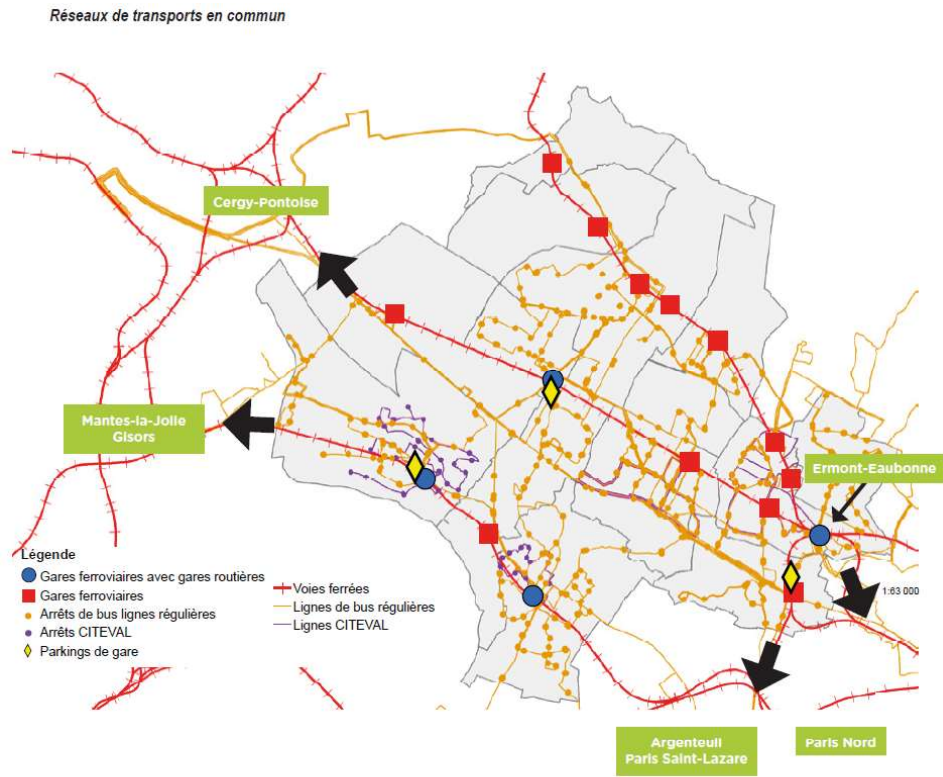 Réseaux de transports en commun
Cergy-Pontoise
Mantes-la-Jolie
Gisors
Ermont-Eaubonne
Légende
Gares ferroviaires avec gares routières
Gares ferroviaires
Arrêts de bus lignes régulières
Arrêts CITEVAL
Parkings de gare
Voies ferrées
Lignes de bus régulières
Lignes CITEVAL
1:63 000
Argenteuil
Paris Saint-Lazare
Paris Nord